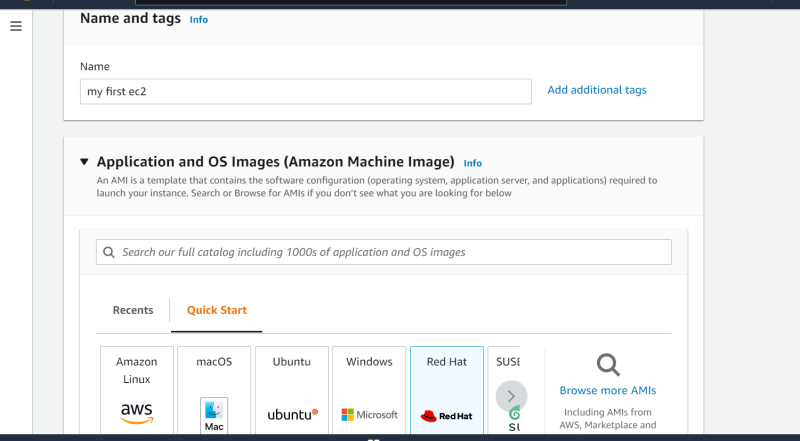 Name and tags Info
Name
my first ec2
Add additional tags
Application and OS Images (Amazon Machine Image) Info
An AMI is a template that contains the software configuration (operating system, application server, and applications) required to
launch your instance. Search or Browse for AMIs if you don't see what you are looking for below
Search our full catalog including 1000s of application and OS images
Recents
Quick Start
Amazon
Linux
aws
macOS
Mac
Ubuntu
ubuntu
Windows
Microsoft
Red Hat
RedHat
SUSE
SU
Browse more AMIs
Including AMIs from
AWS, Marketplace and